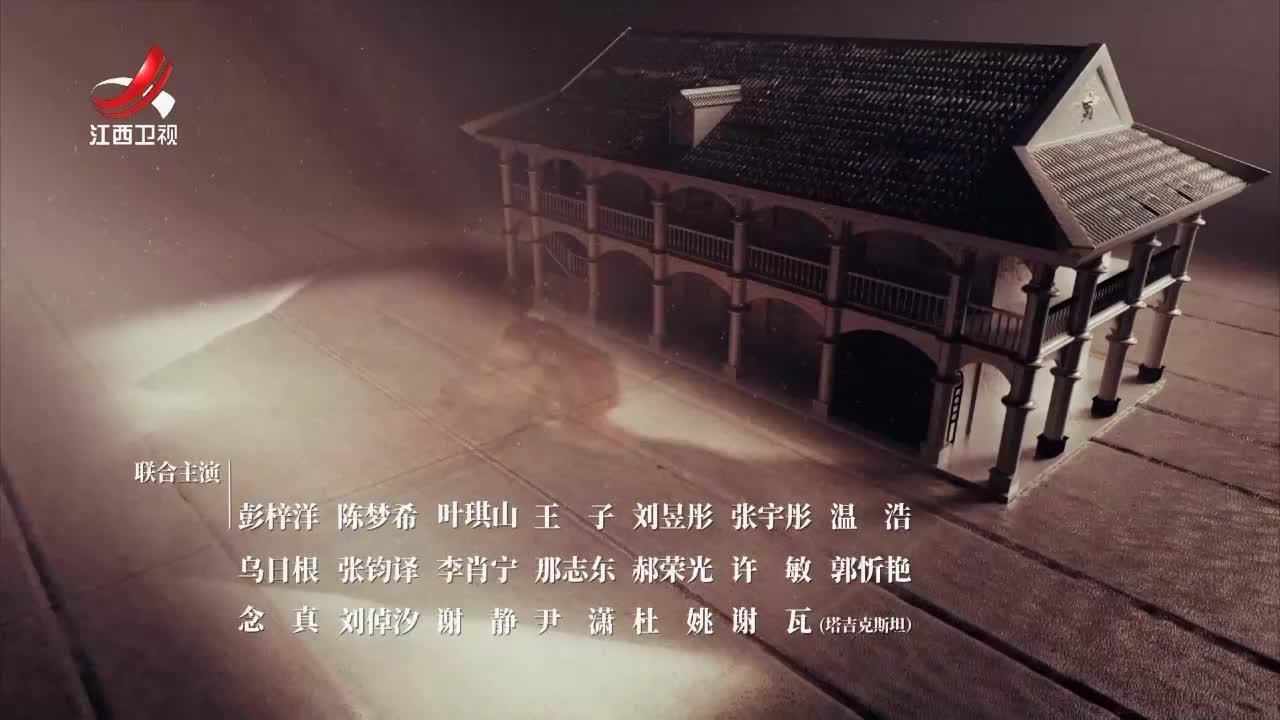 江西卫视
联合主演
彭梓洋 陈梦希 叶琪山 王 子 刘昱彤 张宇彤 温 浩
乌日根 张钧译 李肖宁 那志东 郝荣光 许 敏 郭忻艳
念 真 刘倬汐 谢 静 尹 潇 杜 姚 谢 瓦 (塔吉克斯坦)